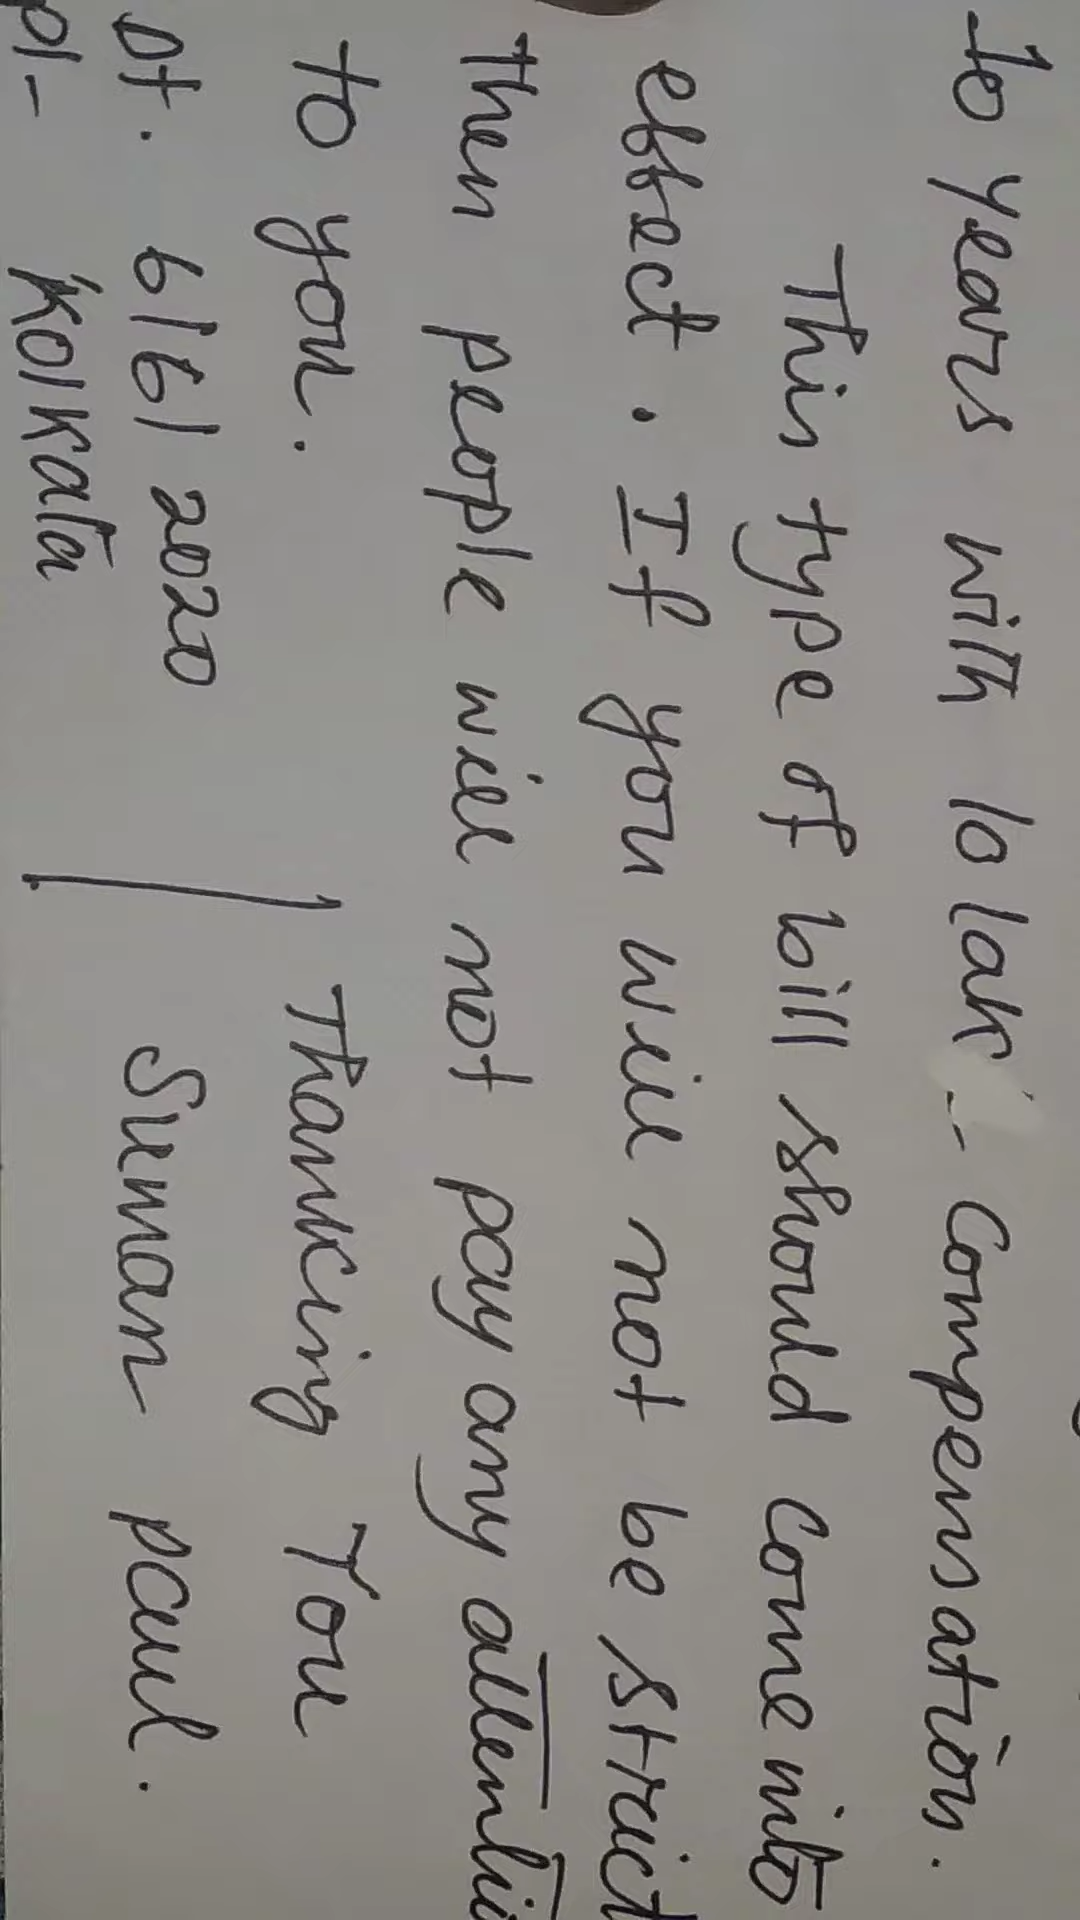 10 years with 10 lakh compensation.
This type of bill should come into
effect. If you will not be strict
then people will not pay any attentio
to you.
Thanking You
Dt. 6/6/2020
Suman paul.
pl- Kolkata